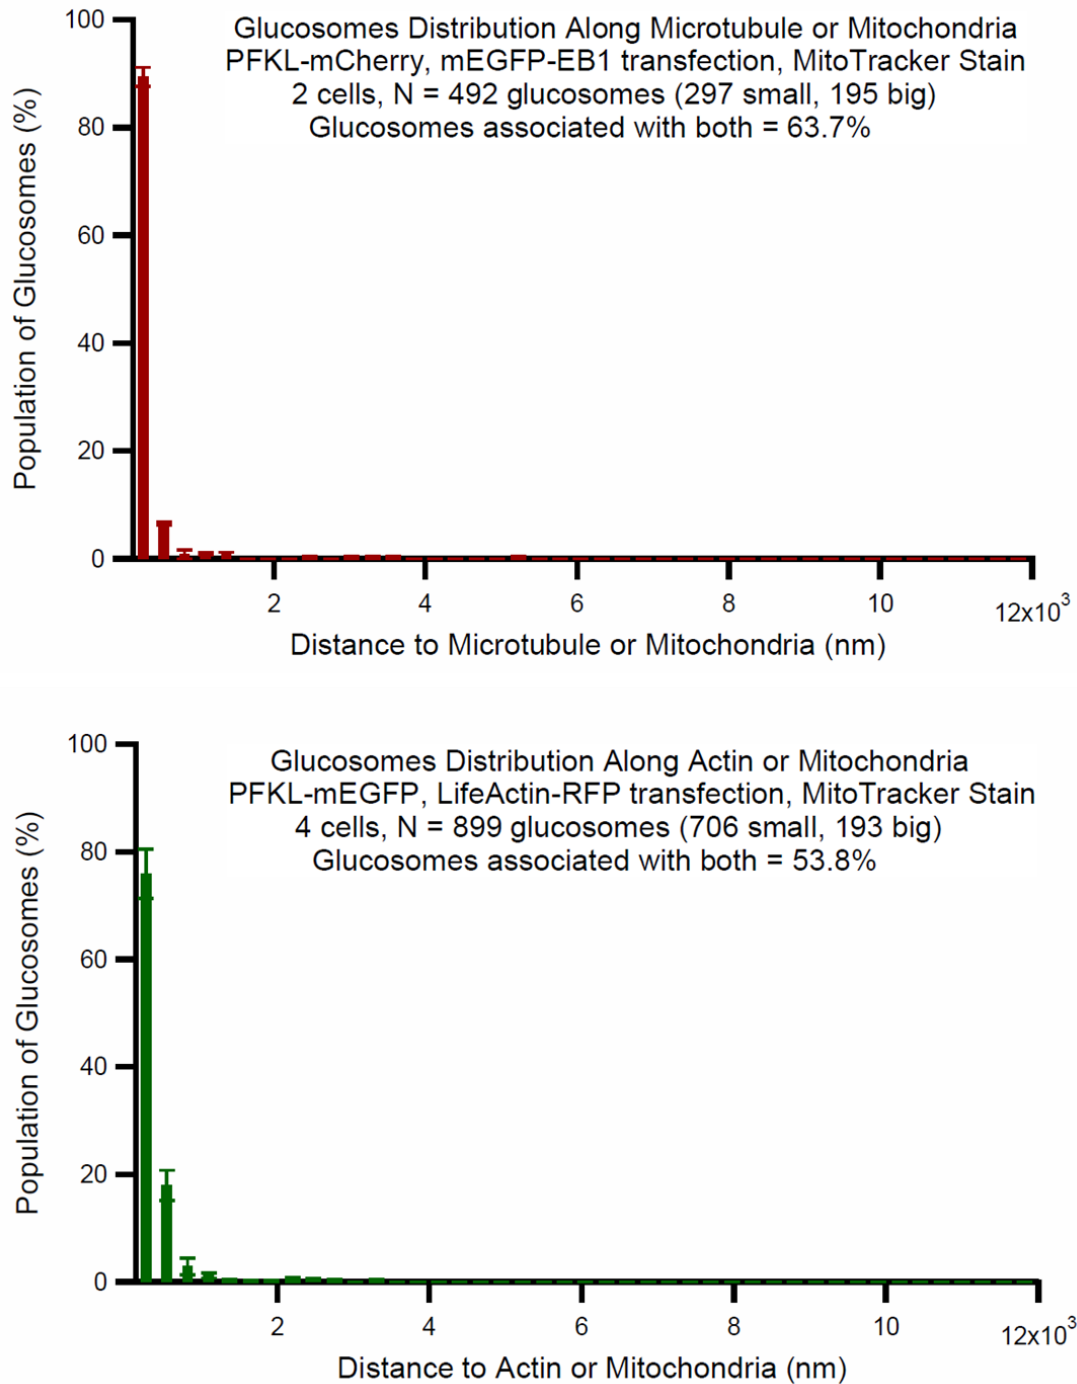 Glucosomes Distribution Along Microtubule or Mitochondria
PFKL-mCherry, mEGFP-EB1 transfection, MitoTracker Stain
2 cells, N = 492 glucosomes (297 small, 195 big)
Glucosomes associated with both = 63.7%
Population of Glucosomes (%)
100
80
60
40
20
0
2
4
6
8
10
12x10³
Distance to Microtubule or Mitochondria (nm)
Glucosomes Distribution Along Actin or Mitochondria
PFKL-mEGFP, LifeActin-RFP transfection, MitoTracker Stain
4 cells, N = 899 glucosomes (706 small, 193 big)
Glucosomes associated with both = 53.8%
Population of Glucosomes (%)
100
80
60
40
20
0
2
4
6
8
10
12x10³
Distance to Actin or Mitochondria (nm)